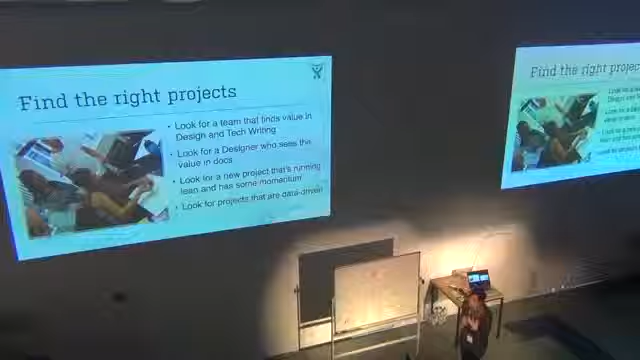 Find the right projects
• Look for a team that finds value in
Design and Tech Writing
• Look for a Designer who sees the
value in docs
• Look for a new project that's running
lean and has some momentum
• Look for projects that are data-driven
Find the right projec